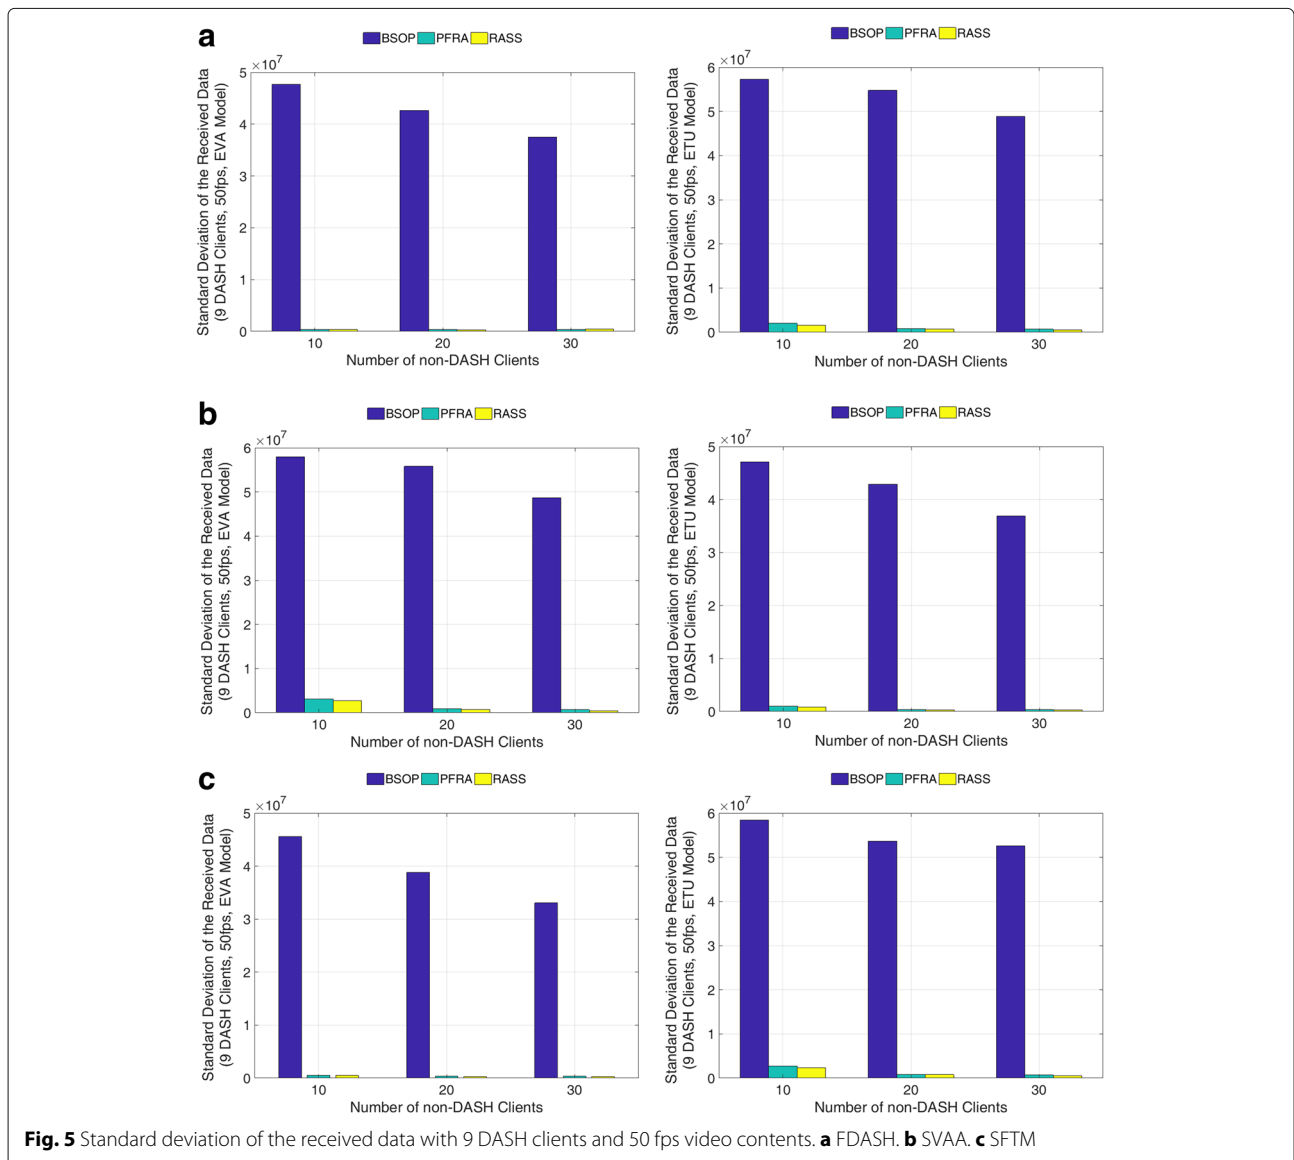 a
BSOP PFRA RASS
×10^7
Standard Deviation of the Received Data
(9 DASH Clients, 50fps, EVA Model)
5
4
3
2
1
0
10 20 30
Number of non-DASH Clients
BSOP PFRA RASS
×10^7
Standard Deviation of the Received Data
(9 DASH Clients, 50fps, ETU Model)
6
5
4
3
2
1
0
10 20 30
Number of non-DASH Clients
b
BSOP PFRA RASS
×10^7
Standard Deviation of the Received Data
(9 DASH Clients, 50fps, EVA Model)
6
5
4
3
2
1
0
10 20 30
Number of non-DASH Clients
BSOP PFRA RASS
×10^7
Standard Deviation of the Received Data
(9 DASH Clients, 50fps, ETU Model)
5
4
3
2
1
0
10 20 30
Number of non-DASH Clients
c
BSOP PFRA RASS
×10^7
Standard Deviation of the Received Data
(9 DASH Clients, 50fps, EVA Model)
5
4
3
2
1
0
10 20 30
Number of non-DASH Clients
BSOP PFRA RASS
×10^7
Standard Deviation of the Received Data
(9 DASH Clients, 50fps, ETU Model)
6
5
4
3
2
1
0
10 20 30
Number of non-DASH Clients
Fig. 5 Standard deviation of the received data with 9 DASH clients and 50 fps video contents. a FDASH. b SVAA. c SFTM